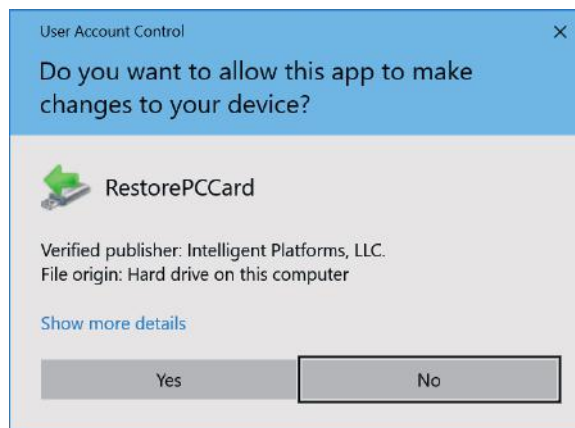 User Account Control
Do you want to allow this app to make
changes to your device?
RestorePCCard
Verified publisher: Intelligent Platforms, LLC.
File origin: Hard drive on this computer
Show more details
Yes No